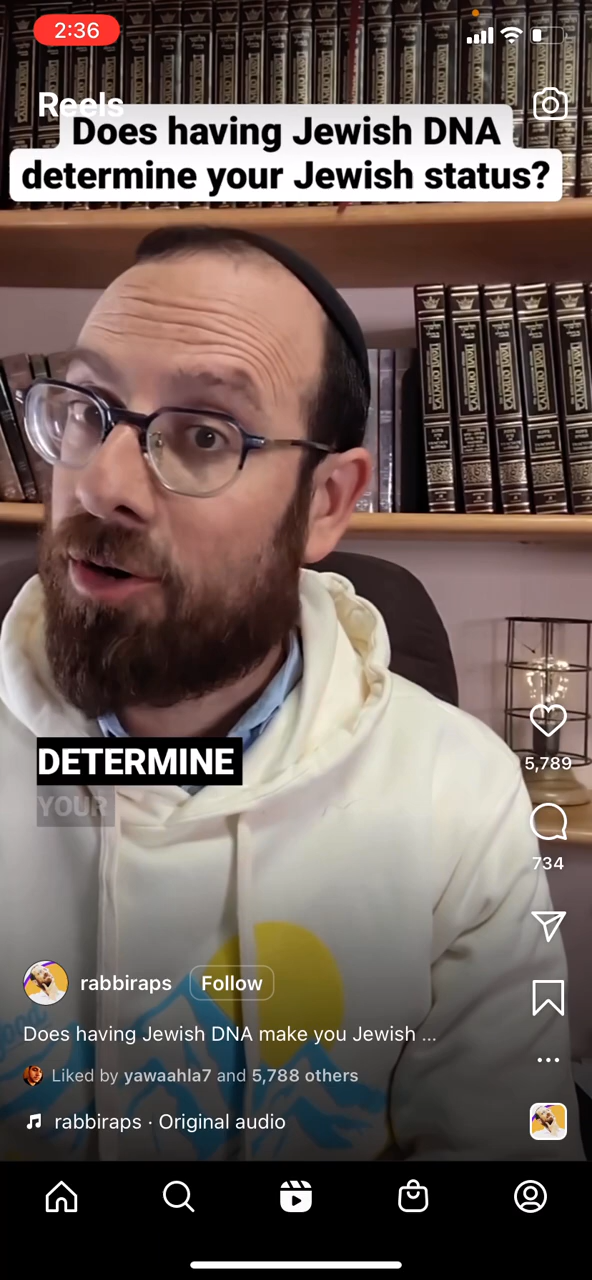 2:36
Reels
Does having Jewish DNA
determine your Jewish status?
DETERMINE
YOUR
5,789
734
rabbiraps Follow
Does having Jewish DNA make you Jewish ...
Liked by yawaahla7 and 5,788 others
rabbiraps · Original audio